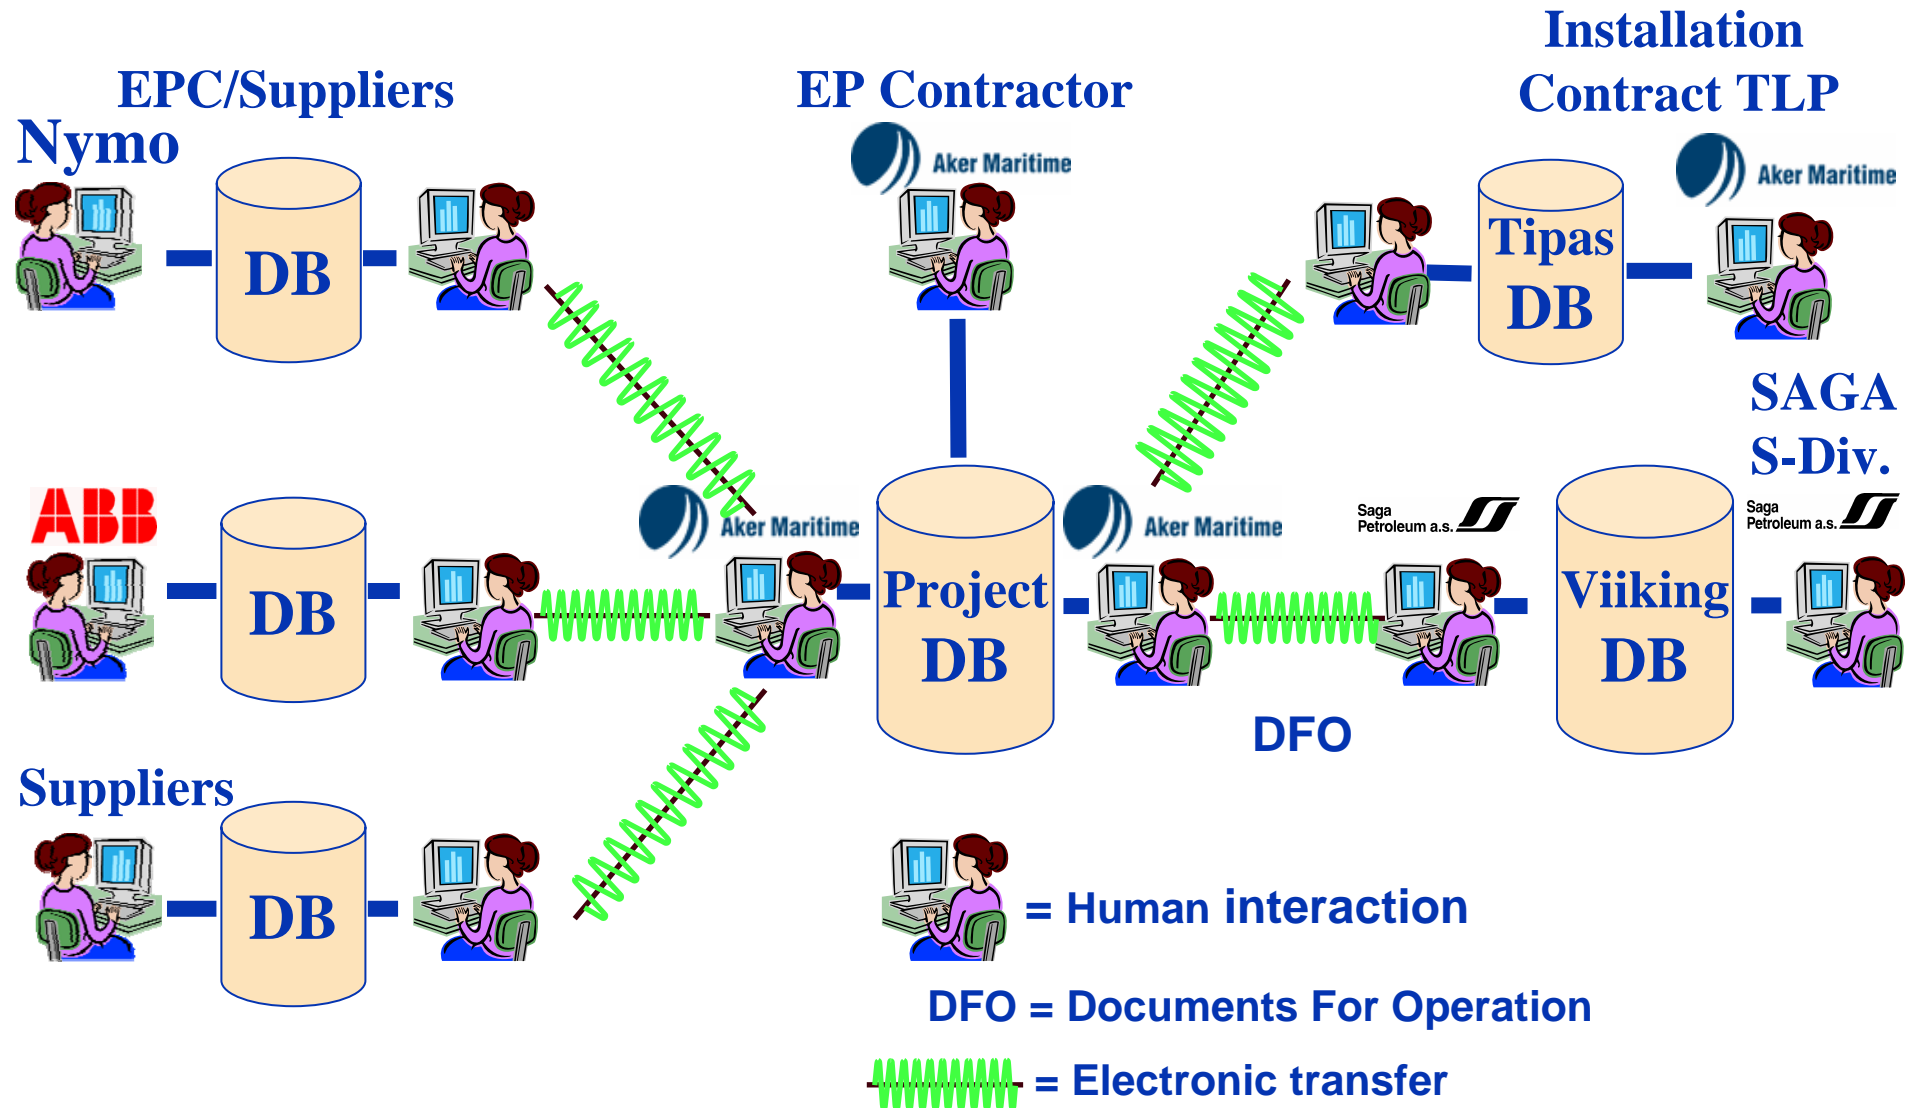 Installation
Contract TLP
EPC/Suppliers
EP Contractor
Nymo
Aker Maritime
Aker Maritime
DB
Tipas
DB
SAGA
S-Div.
ABB
Aker Maritime
Aker Maritime
Saga
Petroleum a.s.
Saga
Petroleum a.s.
DB
Project
DB
Viiking
DB
DFO
Suppliers
DB
= Human interaction
DFO = Documents For Operation
= Electronic transfer